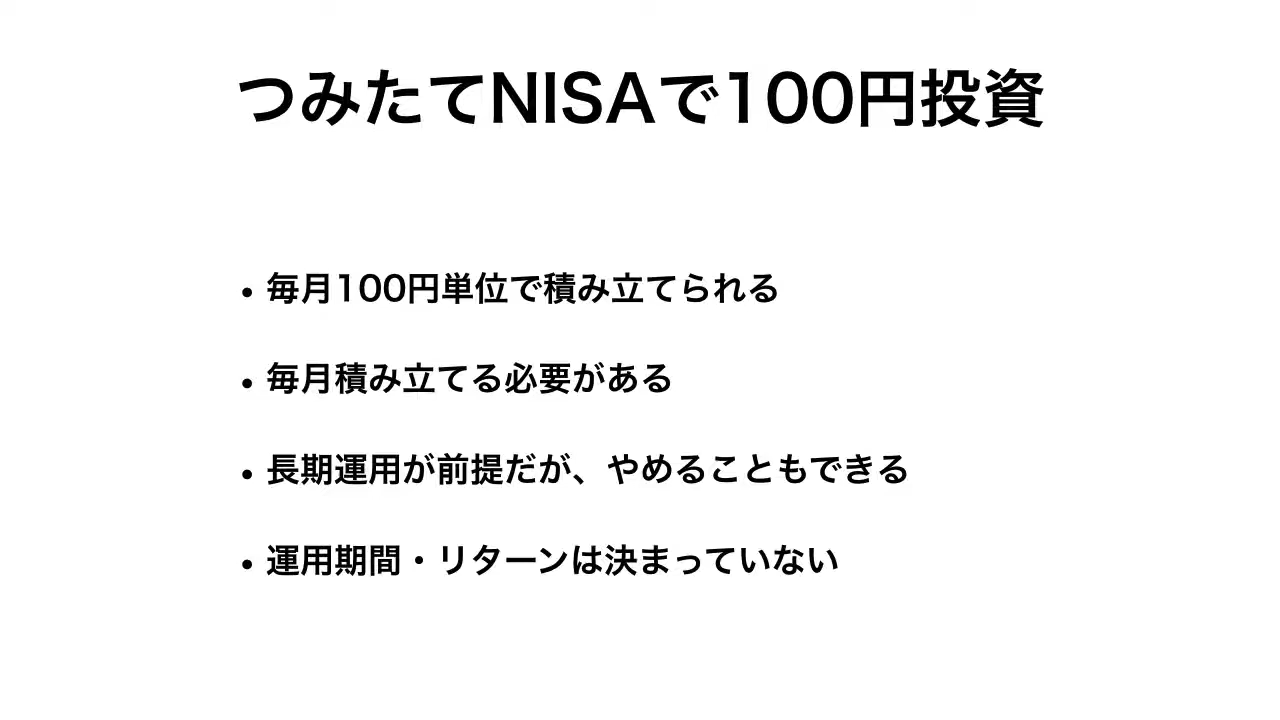 つみたてNISAで100円投資
• 毎月100円単位で積み立てられる
• 毎月積み立てる必要がある
• 長期運用が前提だが、やめることもできる
• 運用期間・リターンは決まっていない